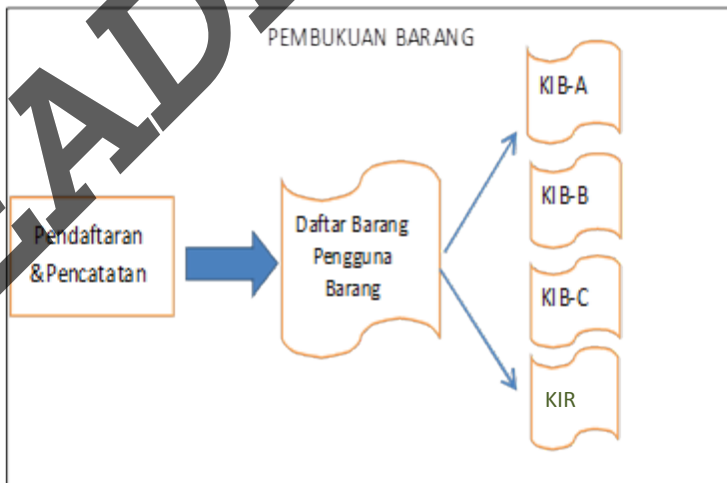 PEMBUKUAN BARANG
KIB-A
KIB-B
Pendaftaran
&Pencatatan
Daftar Barang
Pengguna
Barang
KIB-C
KIR